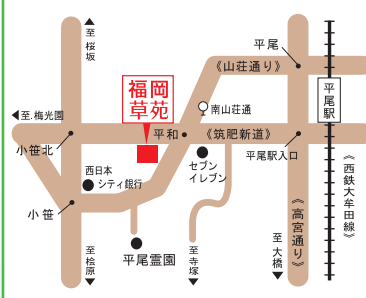 至
桜
坂
平尾
《山荘通り》
福岡
草苑
平尾駅
至.梅光園
南山荘通
平和
《筑肥新道》
小笹北
平尾駅入口
西日本
シティ銀行
セブン
イレブン
《西鉄大牟田線》
小笹
《高宮通り》
平尾霊園
至
桧
原
至
寺
塚
至
大
橋